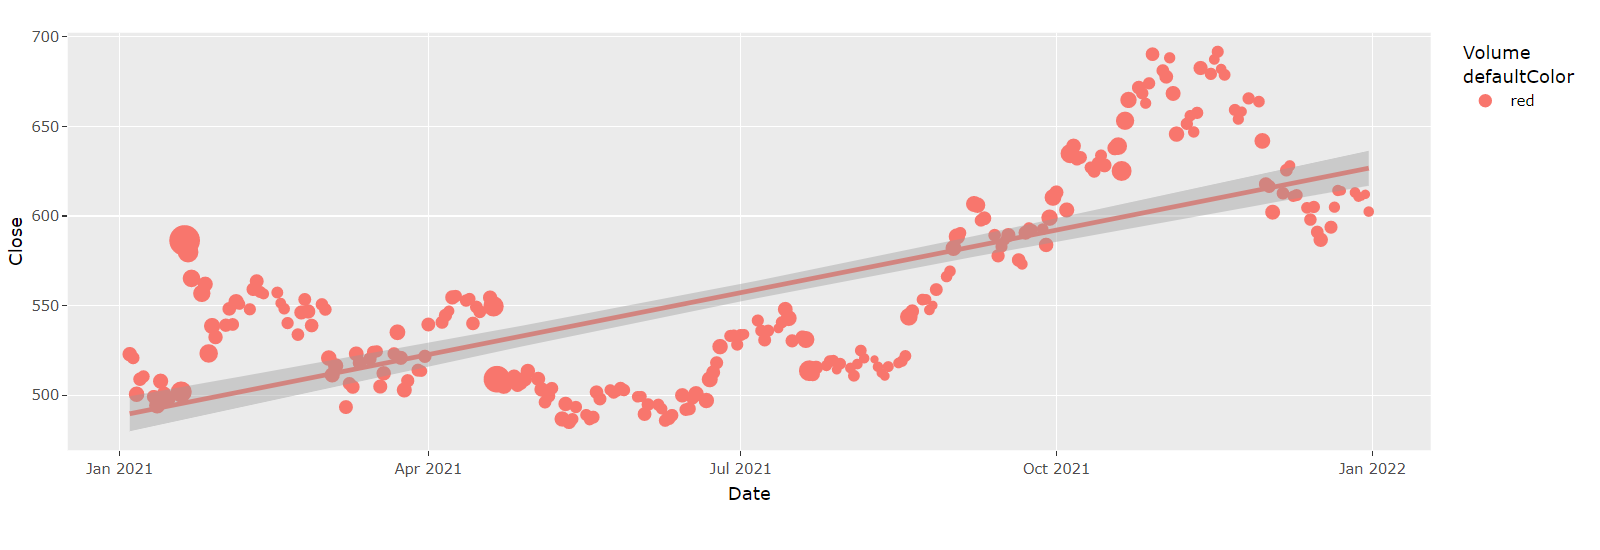 700
650
600
550
500
Close
Jan 2021
Apr 2021
Jul 2021
Oct 2021
Jan 2022
Date
Volume
defaultColor
red